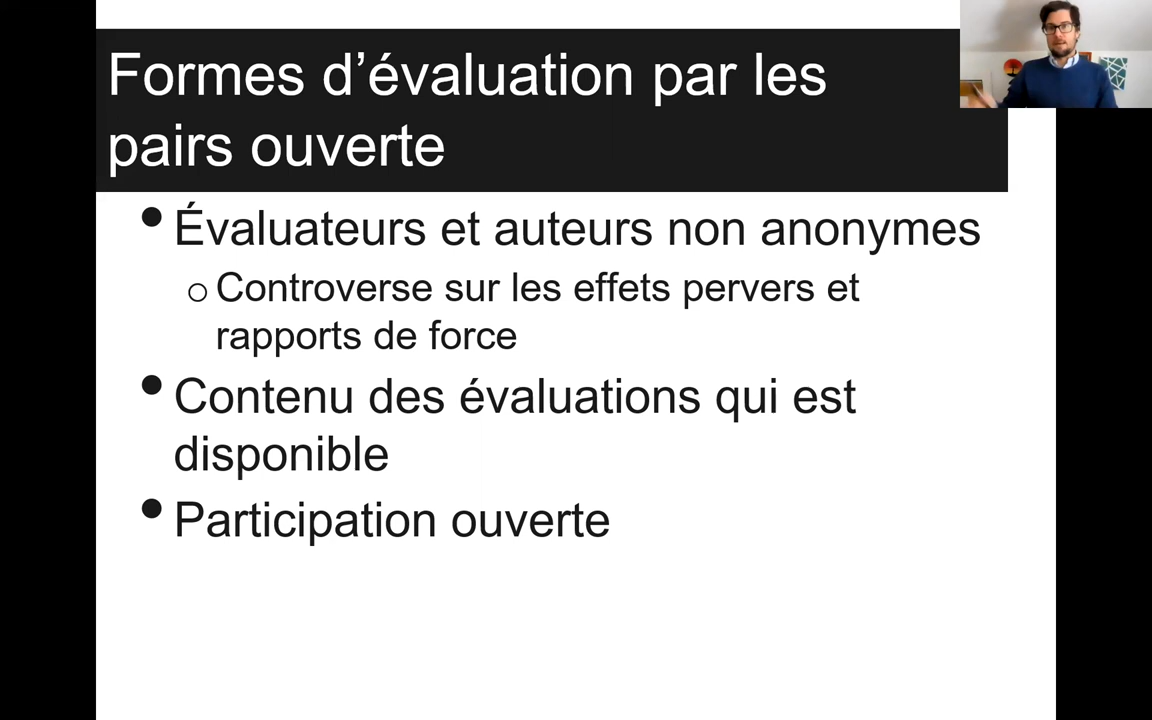 Formes d’évaluation par les
pairs ouverte
• Évaluateurs et auteurs non anonymes
o Controverse sur les effets pervers et
rapports de force
• Contenu des évaluations qui est
disponible
• Participation ouverte